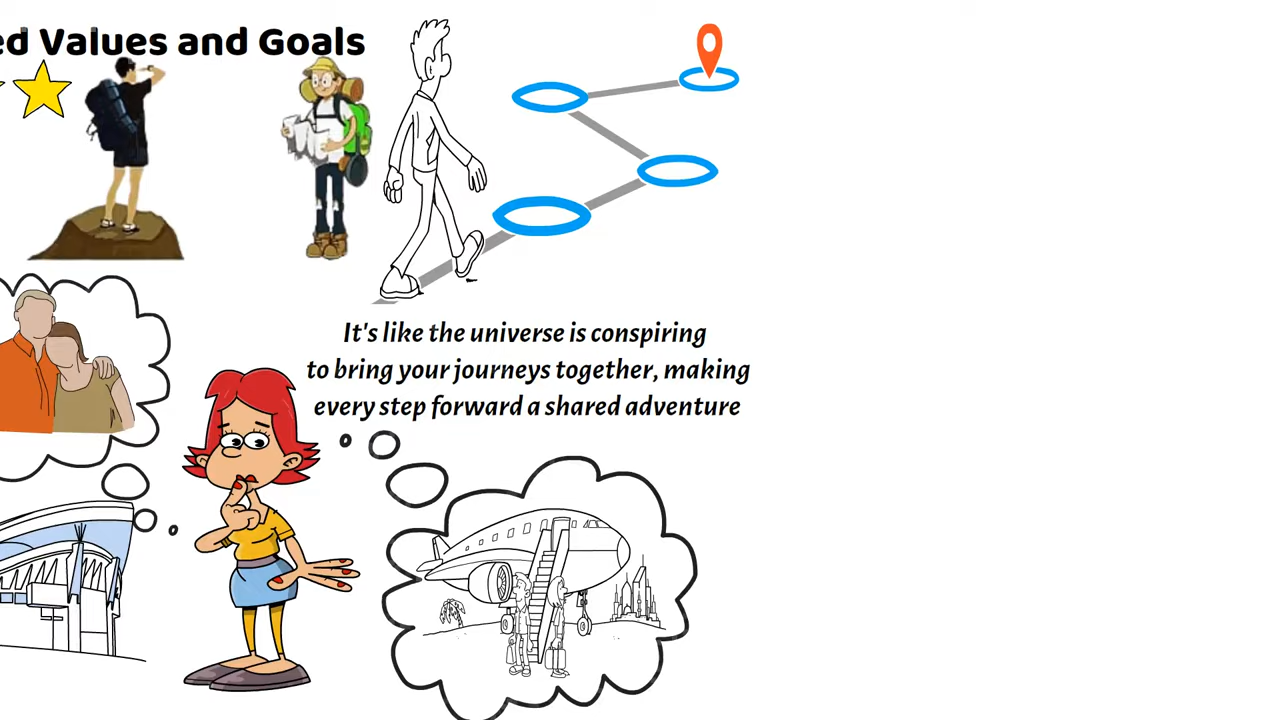 ed Values and Goals
It's like the universe is conspiring
to bring your journeys together, making
every step forward a shared adventure